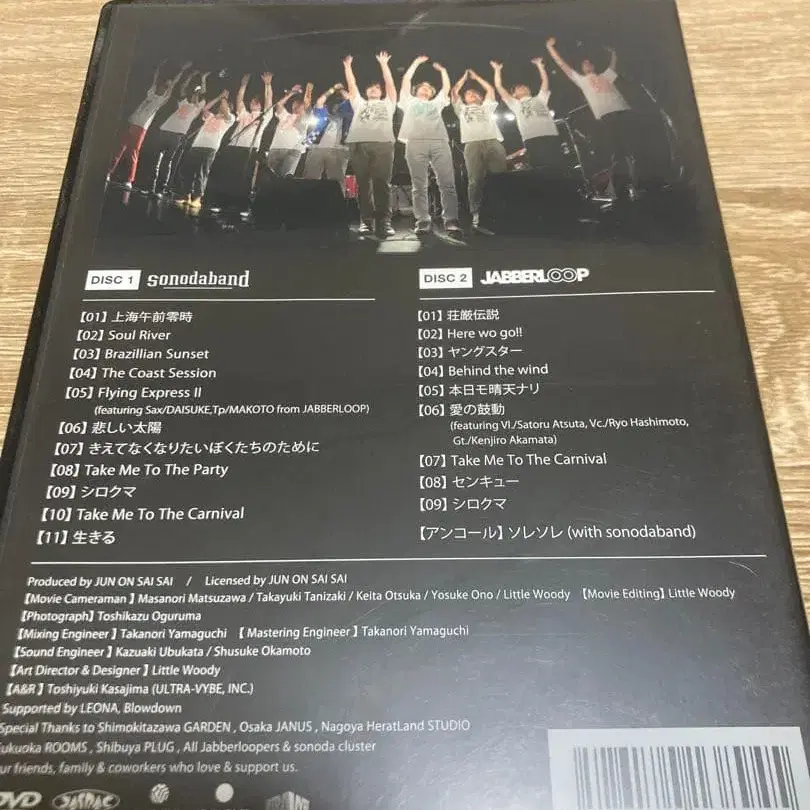 DISC 1 sonodaband
【01】上海午前零時
【02】Soul River
【03】Brazillian Sunset
【04】The Coast Session
【05】Flying Express II
(featuring Sax/DAISUKE,Tp/MAKOTO from JABBERLOOP)
【06】悲しい太陽
【07】きえてなくなりたいぼくたちのために
【08】Take Me To The Party
【09】シロクマ
【10】Take Me To The Carnival
【11】生きる
DISC 2 JABBERLOOP
【01】荘厳伝説
【02】Here wo go!!
【03】ヤングスター
【04】Behind the wind
【05】本日モ晴天ナリ
【06】愛の鼓動
(featuring Vi./Satoru Atsuta, Vc./Ryo Hashimoto,
Gt./Kenjiro Akamata)
【07】Take Me To The Carnival
【08】センキュー
【09】シロクマ
【アンコール】ソレソレ (with sonodaband)
Produced by JUN ON SAI SAI / Licensed by JUN ON SAI SAI
【Movie Cameraman】Masanori Matsuzawa / Takayuki Tanizaki / Keita Otsuka / Yosuke Ono / Little Woody 【Movie Editing】Little Woody
【Photograph】Toshikazu Oguruma
【Mixing Engineer】Takanori Yamaguchi 【Mastering Engineer】Takanori Yamaguchi
【Sound Engineer】Kazuaki Ubukata / Shusuke Okamoto
【Art Director & Designer】Little Woody
【A&R】Toshiyuki Kasajima (ULTRA-VYBE, INC.)
Supported by LEONA, Blowdown
Special Thanks to Shimokitazawa GARDEN , Osaka JANUS , Nagoya HeratLand STUDIO
ukuoka ROOMS , Shibuya PLUG , All Jabberloopers & sonoda cluster
ur friends, family & coworkers who love & support us.
DVD JASRAC